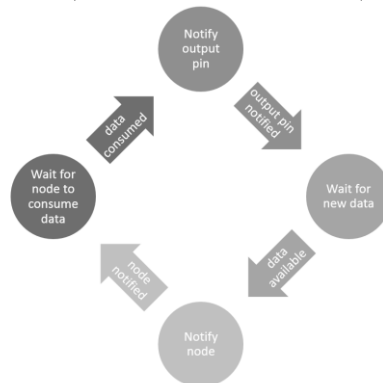 Notify
output
pin
output pin
notified
Wait for
new data
data
available
Notify
node
node
notified
Wait for
node to
consume
data
data
consumed